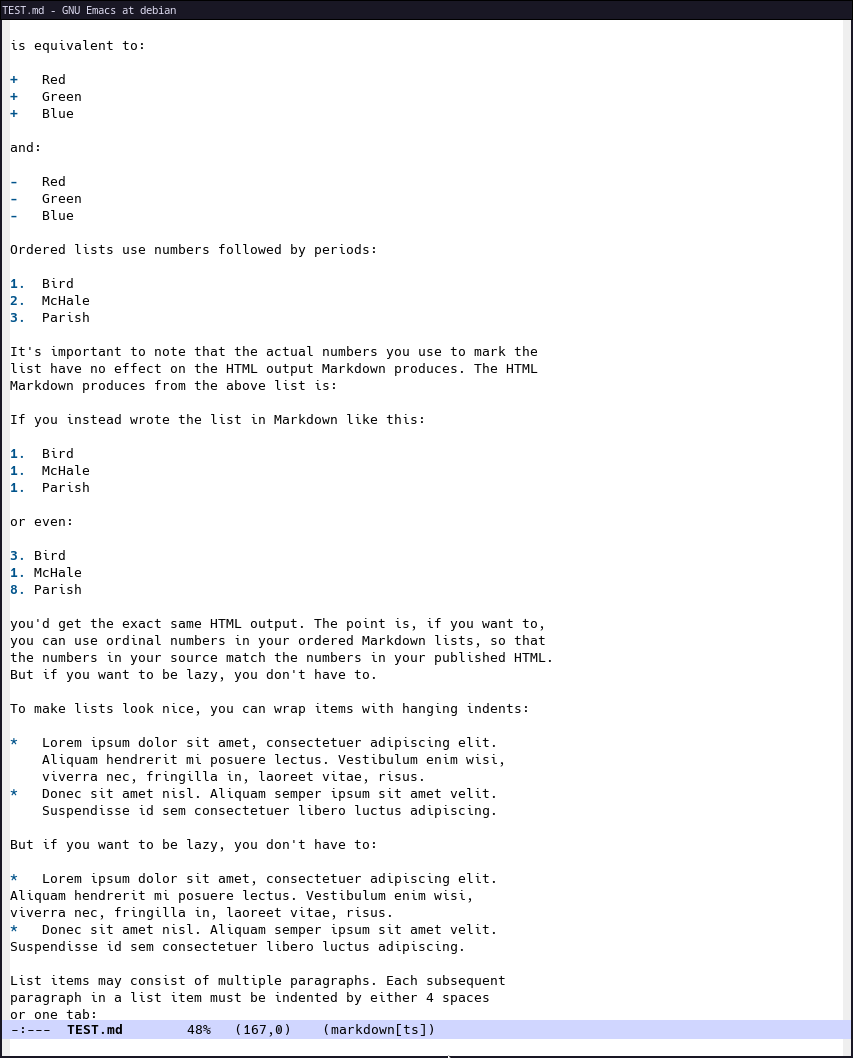 TEST.md - GNU Emacs at debian
is equivalent to:
+   Red
+   Green
+   Blue
and:
-   Red
-   Green
-   Blue
Ordered lists use numbers followed by periods:
1.  Bird
2.  McHale
3.  Parish
It's important to note that the actual numbers you use to mark the
list have no effect on the HTML output Markdown produces. The HTML
Markdown produces from the above list is:
If you instead wrote the list in Markdown like this:
1.  Bird
1.  McHale
1.  Parish
or even:
3. Bird
1. McHale
8. Parish
you'd get the exact same HTML output. The point is, if you want to,
you can use ordinal numbers in your ordered Markdown lists, so that
the numbers in your source match the numbers in your published HTML.
But if you want to be lazy, you don't have to.
To make lists look nice, you can wrap items with hanging indents:
*   Lorem ipsum dolor sit amet, consectetuer adipiscing elit.
    Aliquam hendrerit mi posuere lectus. Vestibulum enim wisi,
    viverra nec, fringilla in, laoreet vitae, risus.
*   Donec sit amet nisl. Aliquam semper ipsum sit amet velit.
    Suspendisse id sem consectetuer libero luctus adipiscing.
But if you want to be lazy, you don't have to:
*   Lorem ipsum dolor sit amet, consectetuer adipiscing elit.
Aliquam hendrerit mi posuere lectus. Vestibulum enim wisi,
viverra nec, fringilla in, laoreet vitae, risus.
*   Donec sit amet nisl. Aliquam semper ipsum sit amet velit.
Suspendisse id sem consectetuer libero luctus adipiscing.
List items may consist of multiple paragraphs. Each subsequent
paragraph in a list item must be indented by either 4 spaces
or one tab:
-:---  TEST.md        48%   (167,0)    (markdown[ts])